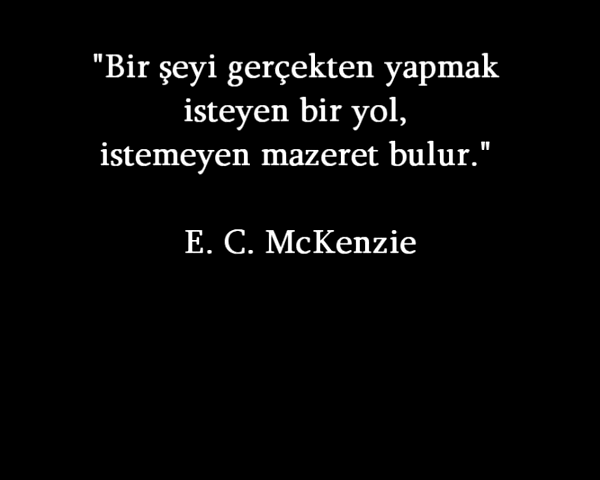 "Bir şeyi gerçekten yapmak
isteyen bir yol,
istemeyen mazeret bulur."
E. C. McKenzie